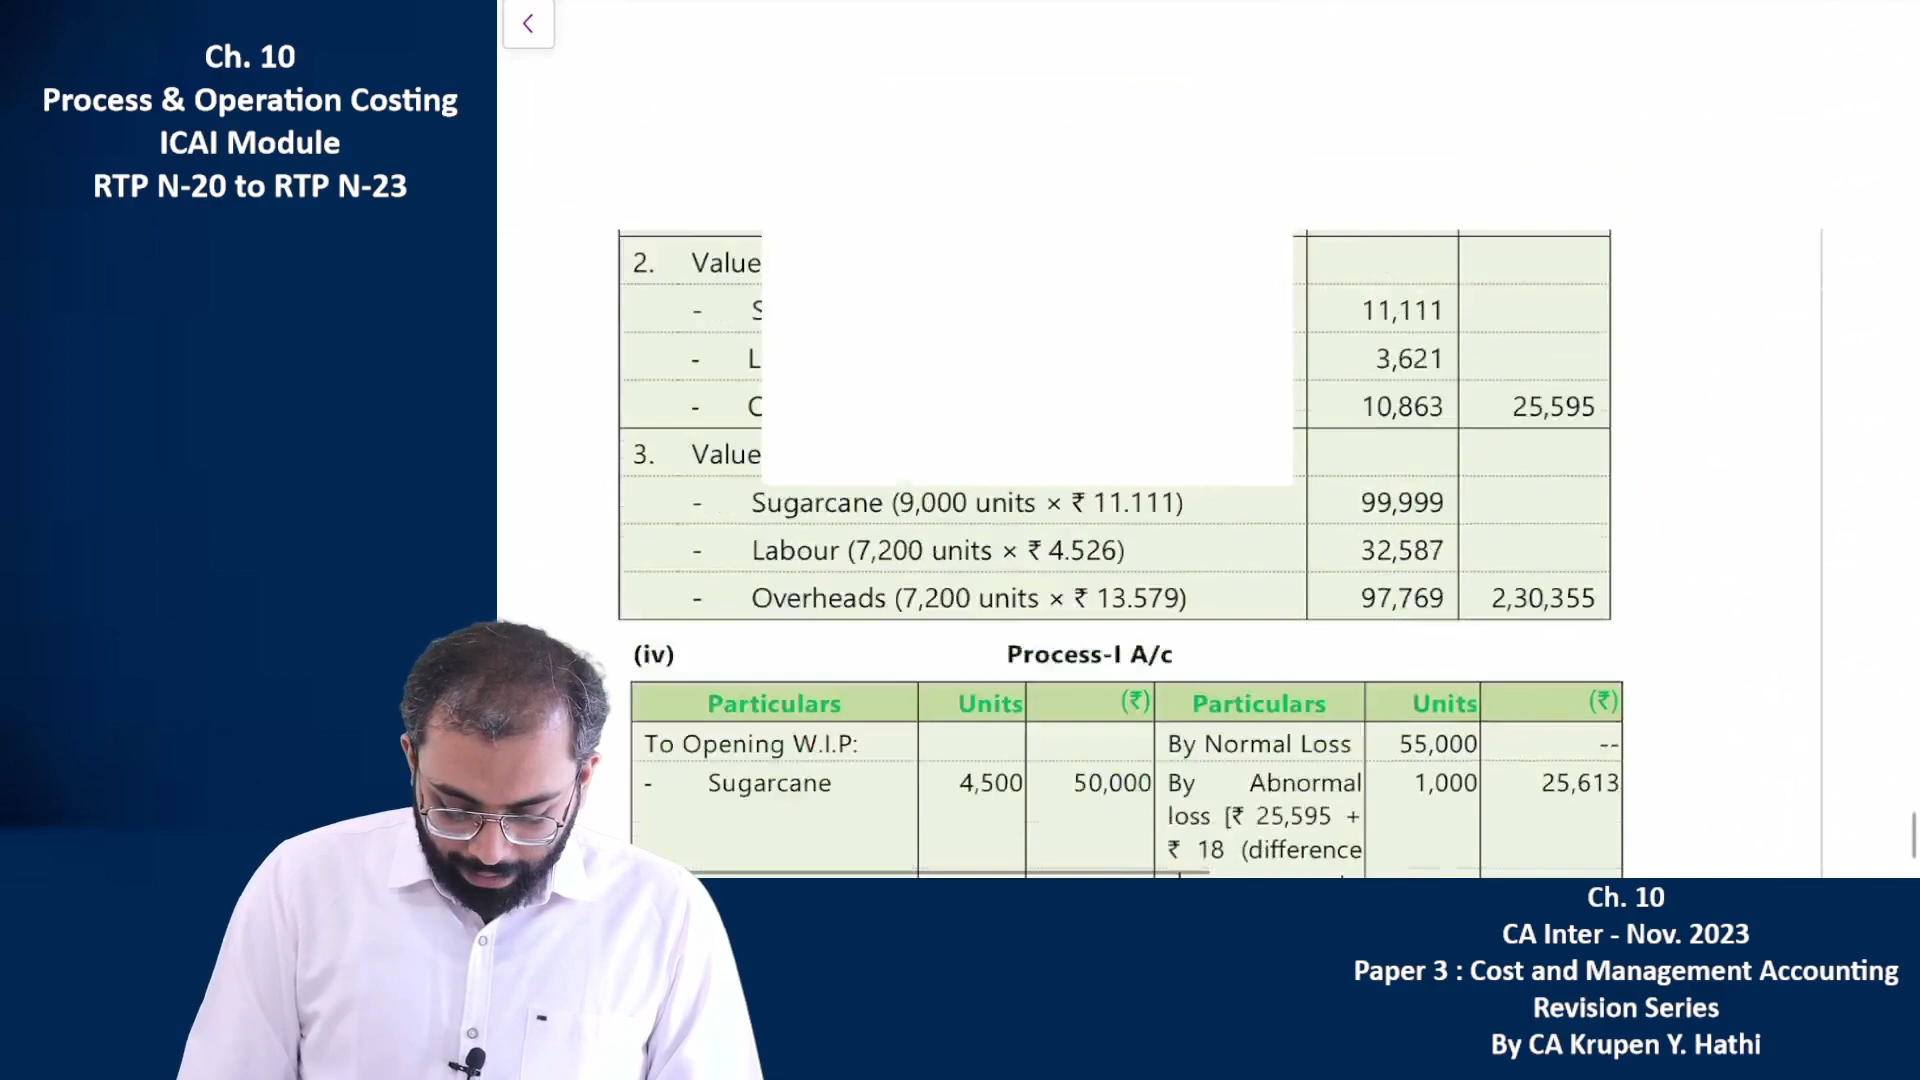 Ch. 10
Process & Operation Costing
ICAI Module
RTP N-20 to RTP N-23
2. Value
- S 11,111
- L 3,621
- C 10,863 25,595
3. Value
- Sugarcane (9,000 units × ₹ 11.111) 99,999
- Labour (7,200 units × ₹ 4.526) 32,587
- Overheads (7,200 units × ₹ 13.579) 97,769 2,30,355
(iv) Process-I A/c
Particulars Units (₹) Particulars Units (₹)
To Opening W.I.P: By Normal Loss 55,000 --
- Sugarcane 4,500 50,000 By Abnormal 1,000 25,613
loss [₹ 25,595 +
₹ 18 (difference
Ch. 10
CA Inter - Nov. 2023
Paper 3 : Cost and Management Accounting
Revision Series
By CA Krupen Y. Hathi